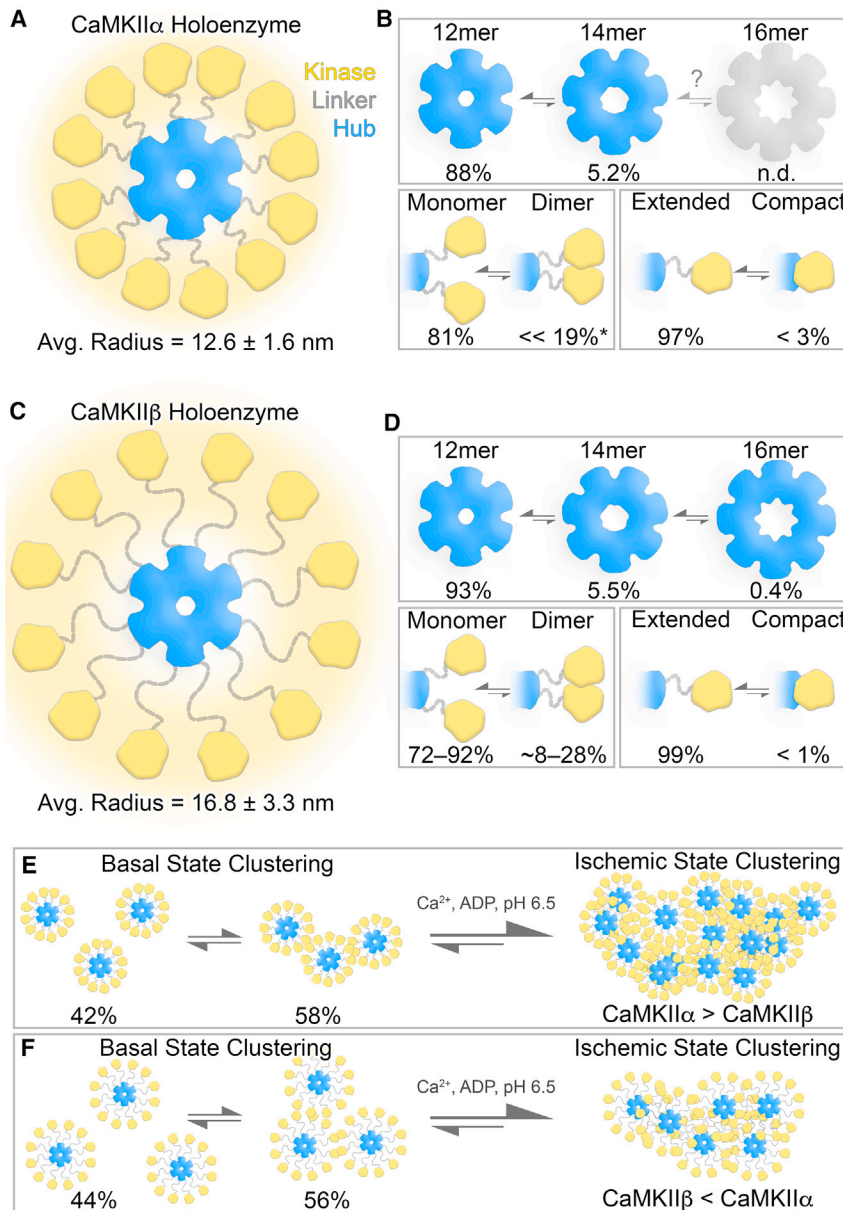 A
CaMKIIα Holoenzyme
Kinase
Linker
Hub
Avg. Radius = 12.6 ± 1.6 nm
B
12mer 14mer 16mer
?
88% 5.2% n.d.
Monomer Dimer
81% << 19%*
Extended Compact
97% < 3%
C
CaMKIIβ Holoenzyme
Avg. Radius = 16.8 ± 3.3 nm
D
12mer 14mer 16mer
93% 5.5% 0.4%
Monomer Dimer
72–92% ~8–28%
Extended Compact
99% < 1%
E
Basal State Clustering
Ischemic State Clustering
Ca2+, ADP, pH 6.5
42% 58%
CaMKIIα > CaMKIIβ
F
Basal State Clustering
Ischemic State Clustering
Ca2+, ADP, pH 6.5
44% 56%
CaMKIIβ < CaMKIIα